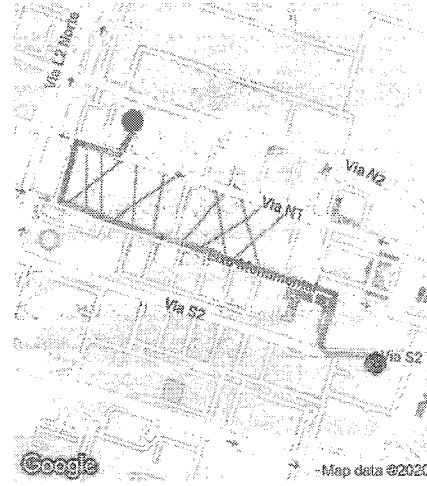 Via L2 Norte
Via N2
Via N1
Eixo Monumental
Via S2
Via S2
Google
Map data ©2020